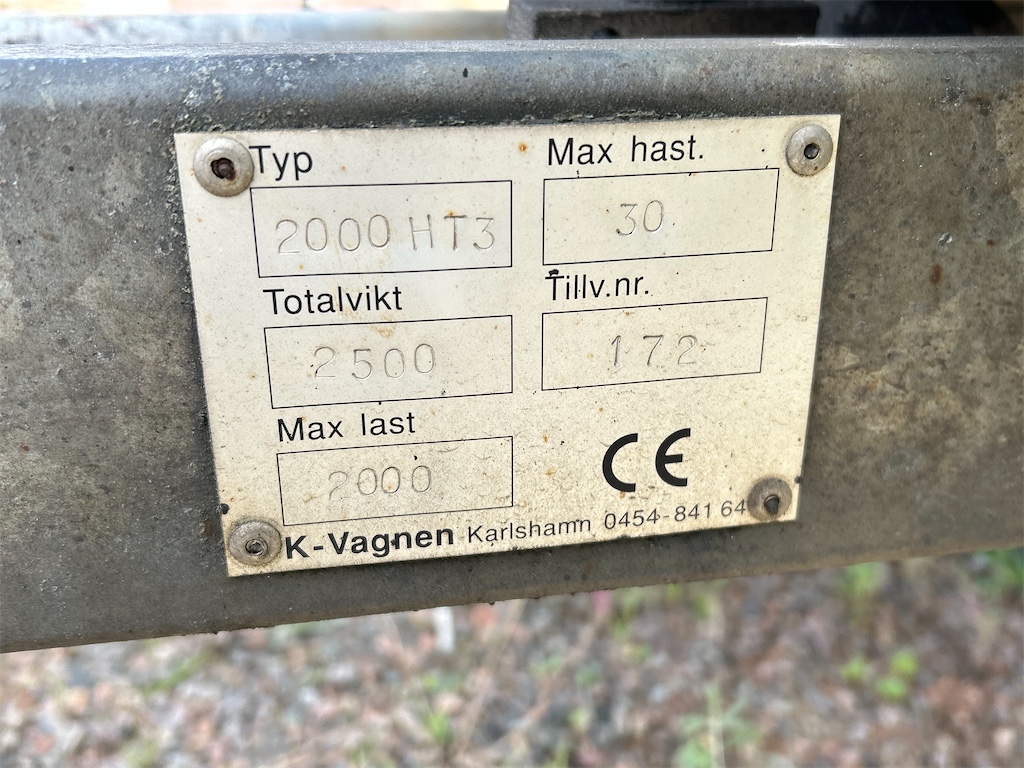 Typ
2000 HT3
Max hast.
30
Totalvikt
2500
Tillv.nr.
172
Max last
2000
CE
K-Vagnen Karlshamn 0454-841 64